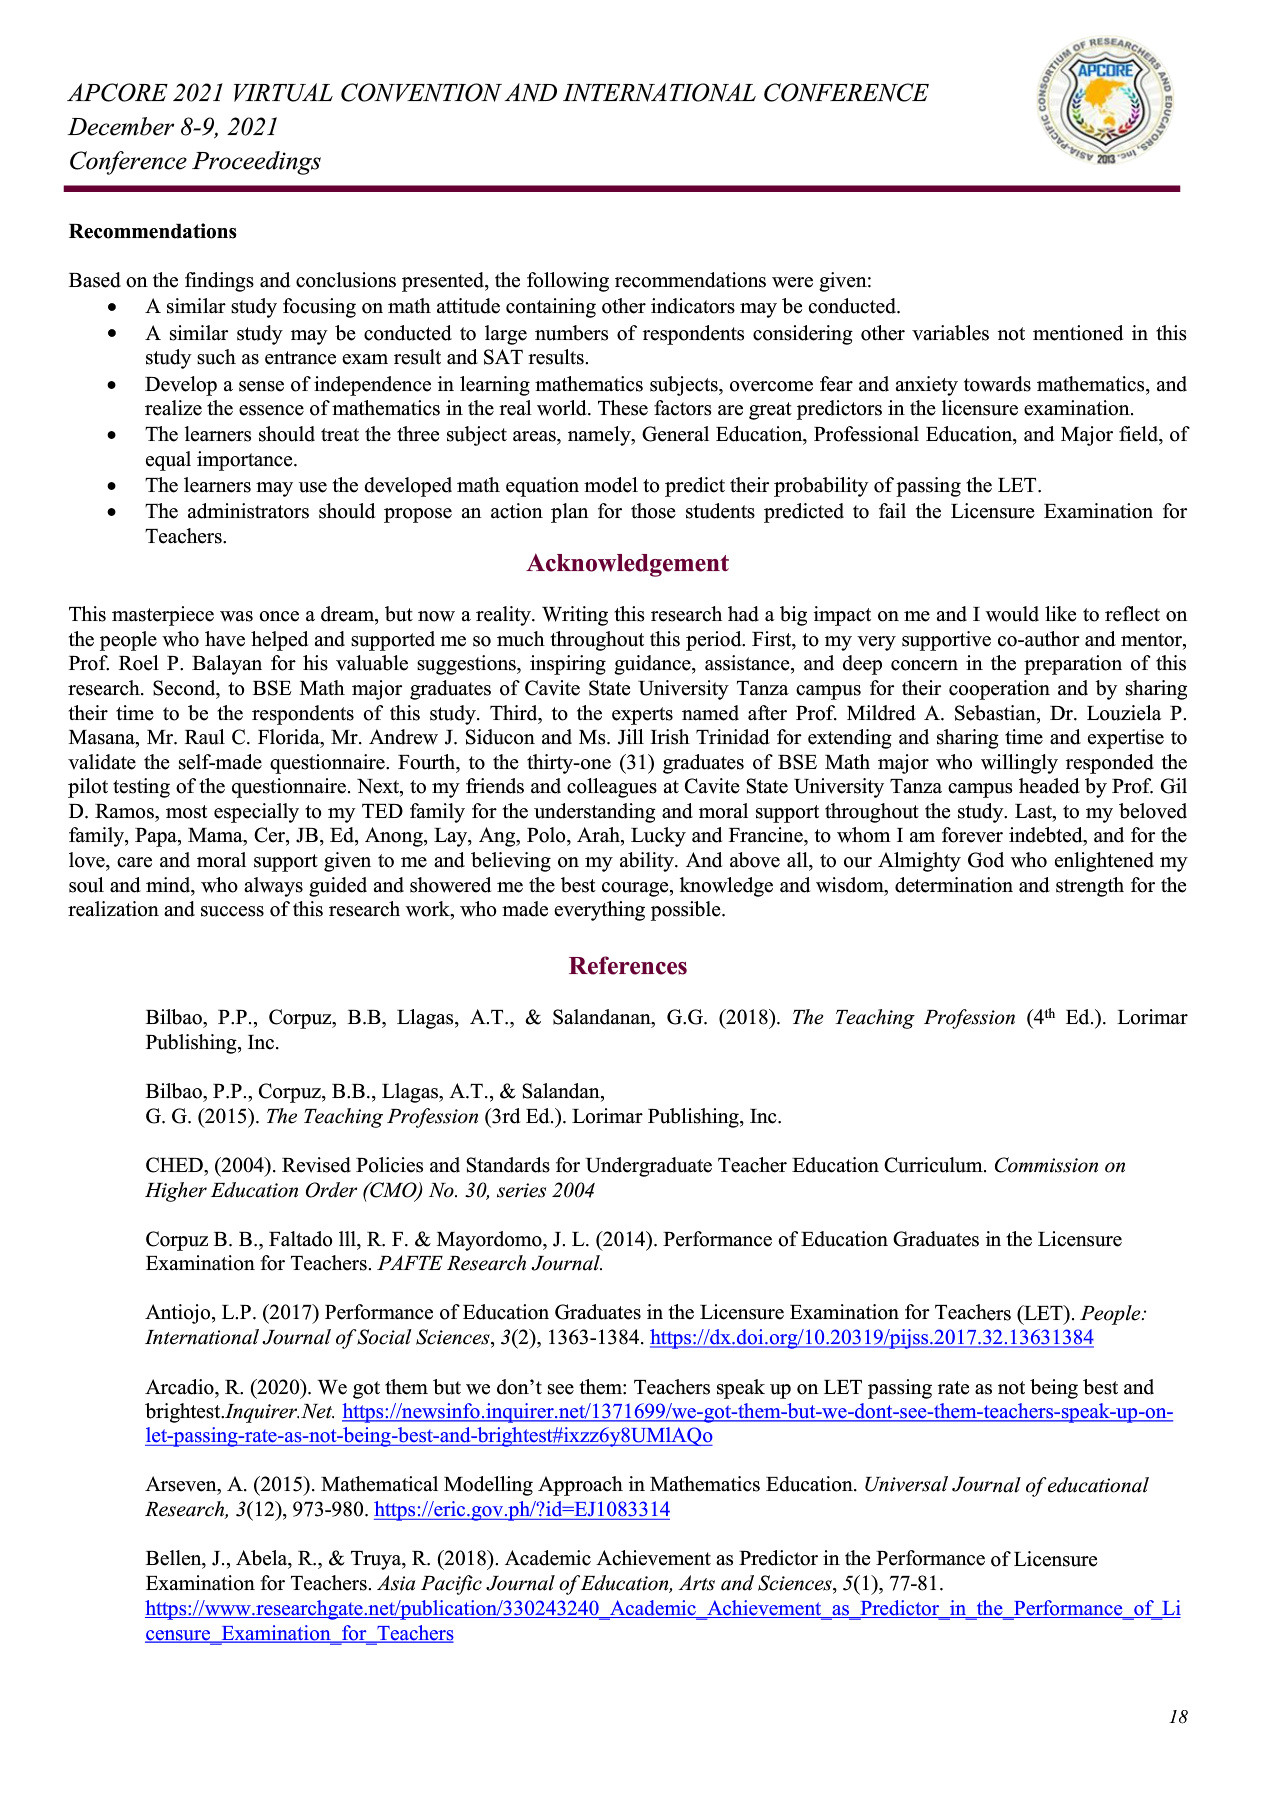 APCORE 2021 VIRTUAL CONVENTION AND INTERNATIONAL CONFERENCE
December 8-9, 2021
Conference Proceedings
ASIA-PACIFIC CONSORTIUM OF RESEARCHERS AND EDUCATORS, Inc.
APCORE
2013
Recommendations
Based on the findings and conclusions presented, the following recommendations were given:
• A similar study focusing on math attitude containing other indicators may be conducted.
• A similar study may be conducted to large numbers of respondents considering other variables not mentioned in this
study such as entrance exam result and SAT results.
• Develop a sense of independence in learning mathematics subjects, overcome fear and anxiety towards mathematics, and
realize the essence of mathematics in the real world. These factors are great predictors in the licensure examination.
• The learners should treat the three subject areas, namely, General Education, Professional Education, and Major field, of
equal importance.
• The learners may use the developed math equation model to predict their probability of passing the LET.
• The administrators should propose an action plan for those students predicted to fail the Licensure Examination for
Teachers.
Acknowledgement
This masterpiece was once a dream, but now a reality. Writing this research had a big impact on me and I would like to reflect on
the people who have helped and supported me so much throughout this period. First, to my very supportive co-author and mentor,
Prof. Roel P. Balayan for his valuable suggestions, inspiring guidance, assistance, and deep concern in the preparation of this
research. Second, to BSE Math major graduates of Cavite State University Tanza campus for their cooperation and by sharing
their time to be the respondents of this study. Third, to the experts named after Prof. Mildred A. Sebastian, Dr. Louziela P.
Masana, Mr. Raul C. Florida, Mr. Andrew J. Siducon and Ms. Jill Irish Trinidad for extending and sharing time and expertise to
validate the self-made questionnaire. Fourth, to the thirty-one (31) graduates of BSE Math major who willingly responded the
pilot testing of the questionnaire. Next, to my friends and colleagues at Cavite State University Tanza campus headed by Prof. Gil
D. Ramos, most especially to my TED family for the understanding and moral support throughout the study. Last, to my beloved
family, Papa, Mama, Cer, JB, Ed, Anong, Lay, Ang, Polo, Arah, Lucky and Francine, to whom I am forever indebted, and for the
love, care and moral support given to me and believing on my ability. And above all, to our Almighty God who enlightened my
soul and mind, who always guided and showered me the best courage, knowledge and wisdom, determination and strength for the
realization and success of this research work, who made everything possible.
References
Bilbao, P.P., Corpuz, B.B, Llagas, A.T., & Salandanan, G.G. (2018). The Teaching Profession (4th Ed.). Lorimar
Publishing, Inc.
Bilbao, P.P., Corpuz, B.B., Llagas, A.T., & Salandan,
G. G. (2015). The Teaching Profession (3rd Ed.). Lorimar Publishing, Inc.
CHED, (2004). Revised Policies and Standards for Undergraduate Teacher Education Curriculum. Commission on
Higher Education Order (CMO) No. 30, series 2004
Corpuz B. B., Faltado lll, R. F. & Mayordomo, J. L. (2014). Performance of Education Graduates in the Licensure
Examination for Teachers. PAFTE Research Journal.
Antiojo, L.P. (2017) Performance of Education Graduates in the Licensure Examination for Teachers (LET). People:
International Journal of Social Sciences, 3(2), 1363-1384. https://dx.doi.org/10.20319/pijss.2017.32.13631384
Arcadio, R. (2020). We got them but we don’t see them: Teachers speak up on LET passing rate as not being best and
brightest.Inquirer.Net. https://newsinfo.inquirer.net/1371699/we-got-them-but-we-dont-see-them-teachers-speak-up-on-
let-passing-rate-as-not-being-best-and-brightest#ixzz6y8UMlAQo
Arseven, A. (2015). Mathematical Modelling Approach in Mathematics Education. Universal Journal of educational
Research, 3(12), 973-980. https://eric.gov.ph/?id=EJ1083314
Bellen, J., Abela, R., & Truya, R. (2018). Academic Achievement as Predictor in the Performance of Licensure
Examination for Teachers. Asia Pacific Journal of Education, Arts and Sciences, 5(1), 77-81.
https://www.researchgate.net/publication/330243240_Academic_Achievement_as_Predictor_in_the_Performance_of_Li
censure_Examination_for_Teachers
18